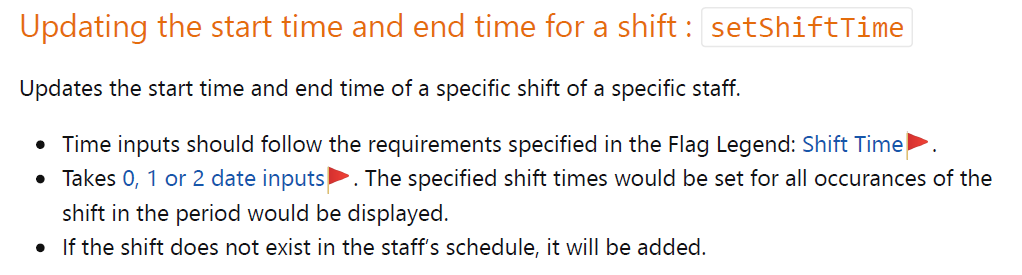 Updating the start time and end time for a shift : setShiftTime
Updates the start time and end time of a specific shift of a specific staff.
• Time inputs should follow the requirements specified in the Flag Legend: Shift Time🚩.
• Takes 0, 1 or 2 date inputs🚩. The specified shift times would be set for all occurances of the
shift in the period would be displayed.
• If the shift does not exist in the staff's schedule, it will be added.